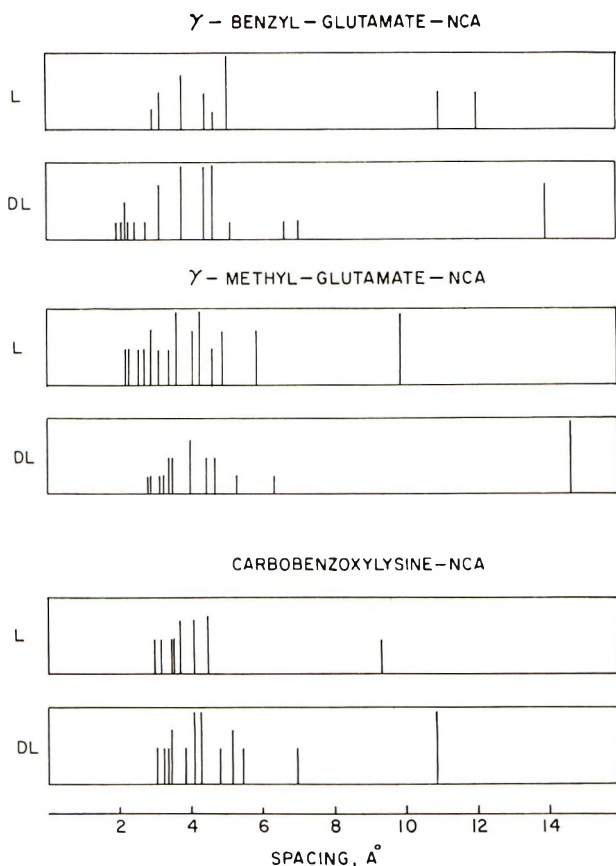 γ - BENZYL - GLUTAMATE - NCA
L
DL
γ - METHYL - GLUTAMATE - NCA
L
DL
CARBOBENZOXYLYSINE - NCA
L
DL
2 4 6 8 10 12 14
SPACING, A°